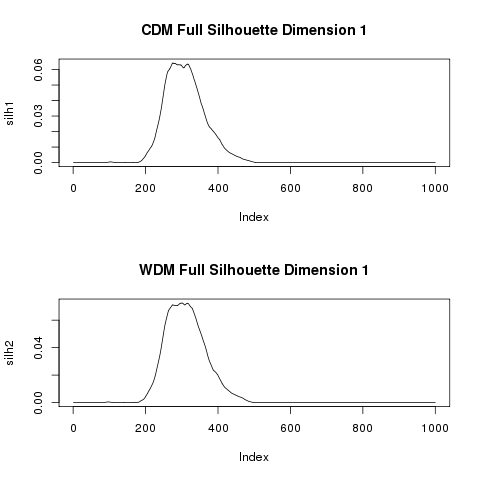 CDM Full Silhouette Dimension 1
silh1
0.06
0.03
0.00
0 200 400 600 800 1000
Index
WDM Full Silhouette Dimension 1
silh2
0.04
0.00
0 200 400 600 800 1000
Index